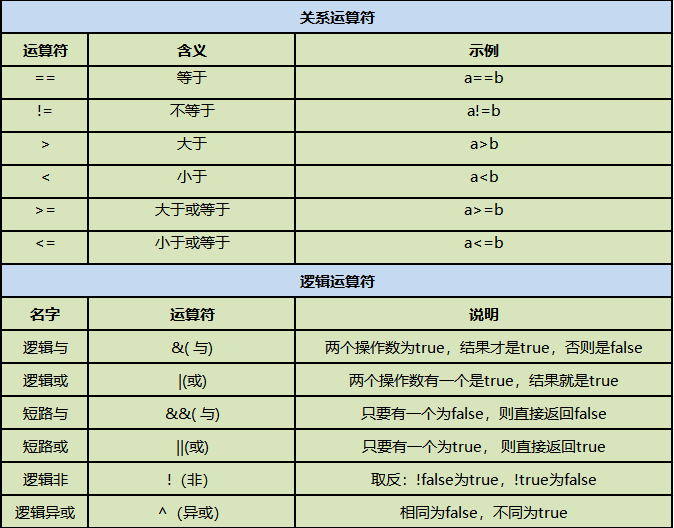 关系运算符
运算符 含义 示例
== 等于 a==b
!= 不等于 a!=b
> 大于 a>b
< 小于 a<b
>= 大于或等于 a>=b
<= 小于或等于 a<=b
逻辑运算符
名字 运算符 说明
逻辑与 &( 与) 两个操作数为true，结果才是true，否则是false
逻辑或 |(或) 两个操作数有一个是true，结果就是true
短路与 &&( 与) 只要有一个为false，则直接返回false
短路或 ||(或) 只要有一个为true， 则直接返回true
逻辑非 !（非） 取反：!false为true，!true为false
逻辑异或 ^（异或） 相同为false，不同为true